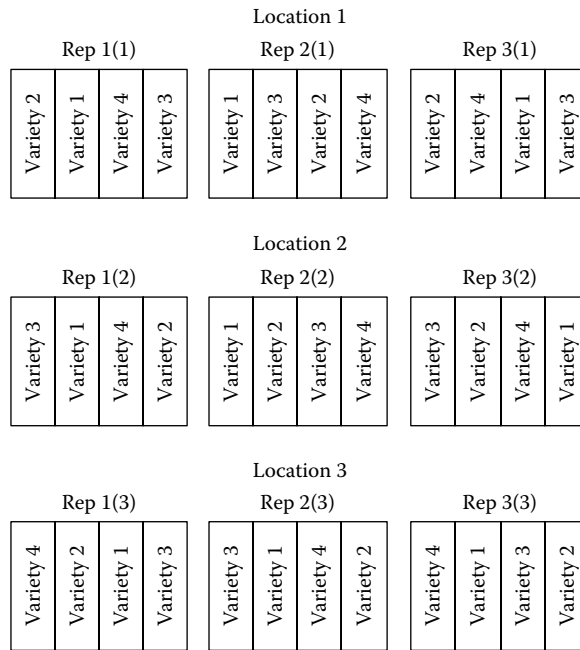 Location 1
Rep 1(1) Rep 2(1) Rep 3(1)
Variety 2 Variety 1 Variety 4 Variety 3 Variety 1 Variety 3 Variety 2 Variety 4 Variety 2 Variety 4 Variety 1 Variety 3
Location 2
Rep 1(2) Rep 2(2) Rep 3(2)
Variety 3 Variety 1 Variety 4 Variety 2 Variety 1 Variety 2 Variety 3 Variety 4 Variety 3 Variety 2 Variety 4 Variety 1
Location 3
Rep 1(3) Rep 2(3) Rep 3(3)
Variety 4 Variety 2 Variety 1 Variety 3 Variety 3 Variety 1 Variety 4 Variety 2 Variety 4 Variety 1 Variety 3 Variety 2